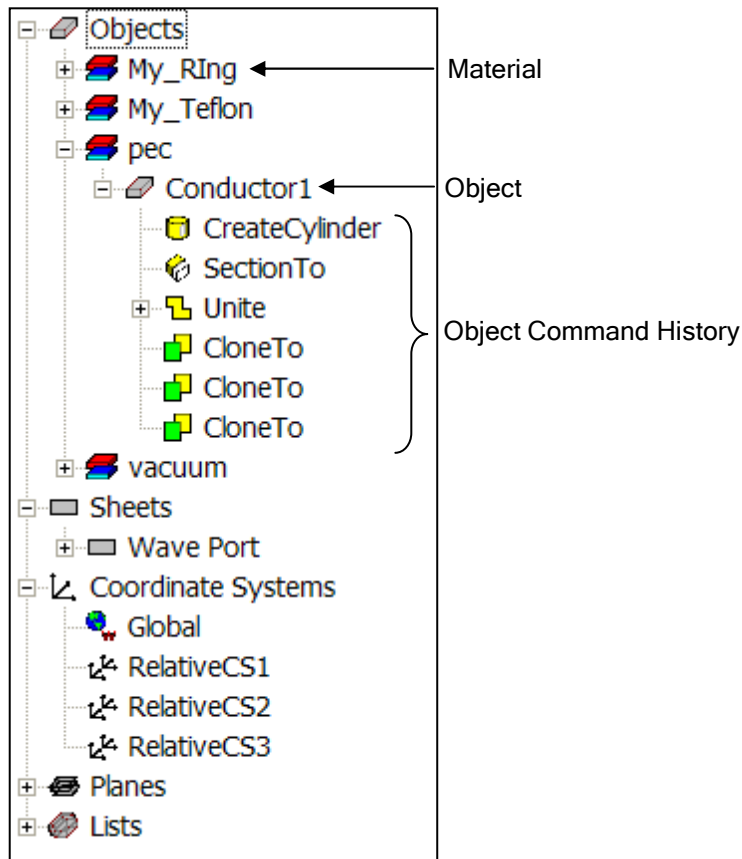 Objects
My_RIng
Material
My_Teflon
pec
Conductor1
Object
CreateCylinder
SectionTo
Unite
Object Command History
CloneTo
CloneTo
CloneTo
vacuum
Sheets
Wave Port
Coordinate Systems
Global
RelativeCS1
RelativeCS2
RelativeCS3
Planes
Lists